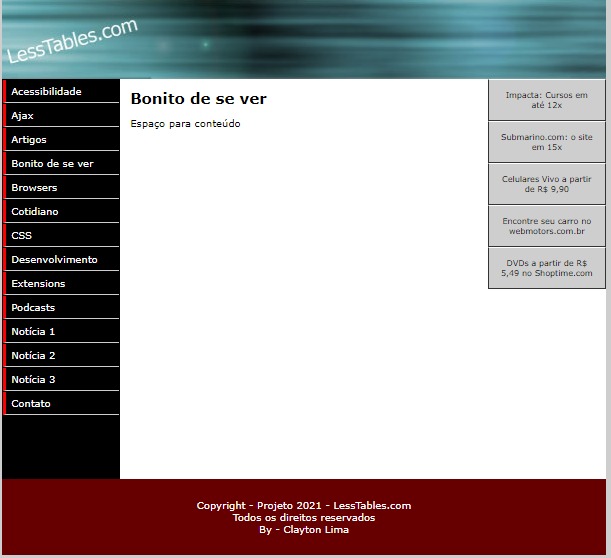 LessTables.com
Acessibilidade
Ajax
Artigos
Bonito de se ver
Browsers
Cotidiano
CSS
Desenvolvimento
Extensions
Podcasts
Notícia 1
Notícia 2
Notícia 3
Contato
Bonito de se ver
Espaço para conteúdo
Impacta: Cursos em
até 12x
Submarino.com: o site
em 15x
Celulares Vivo a partir
de R$ 9,90
Encontre seu carro no
webmotors.com.br
DVDs a partir de R$
5,49 no Shoptime.com
Copyright - Projeto 2021 - LessTables.com
Todos os direitos reservados
By - Clayton Lima